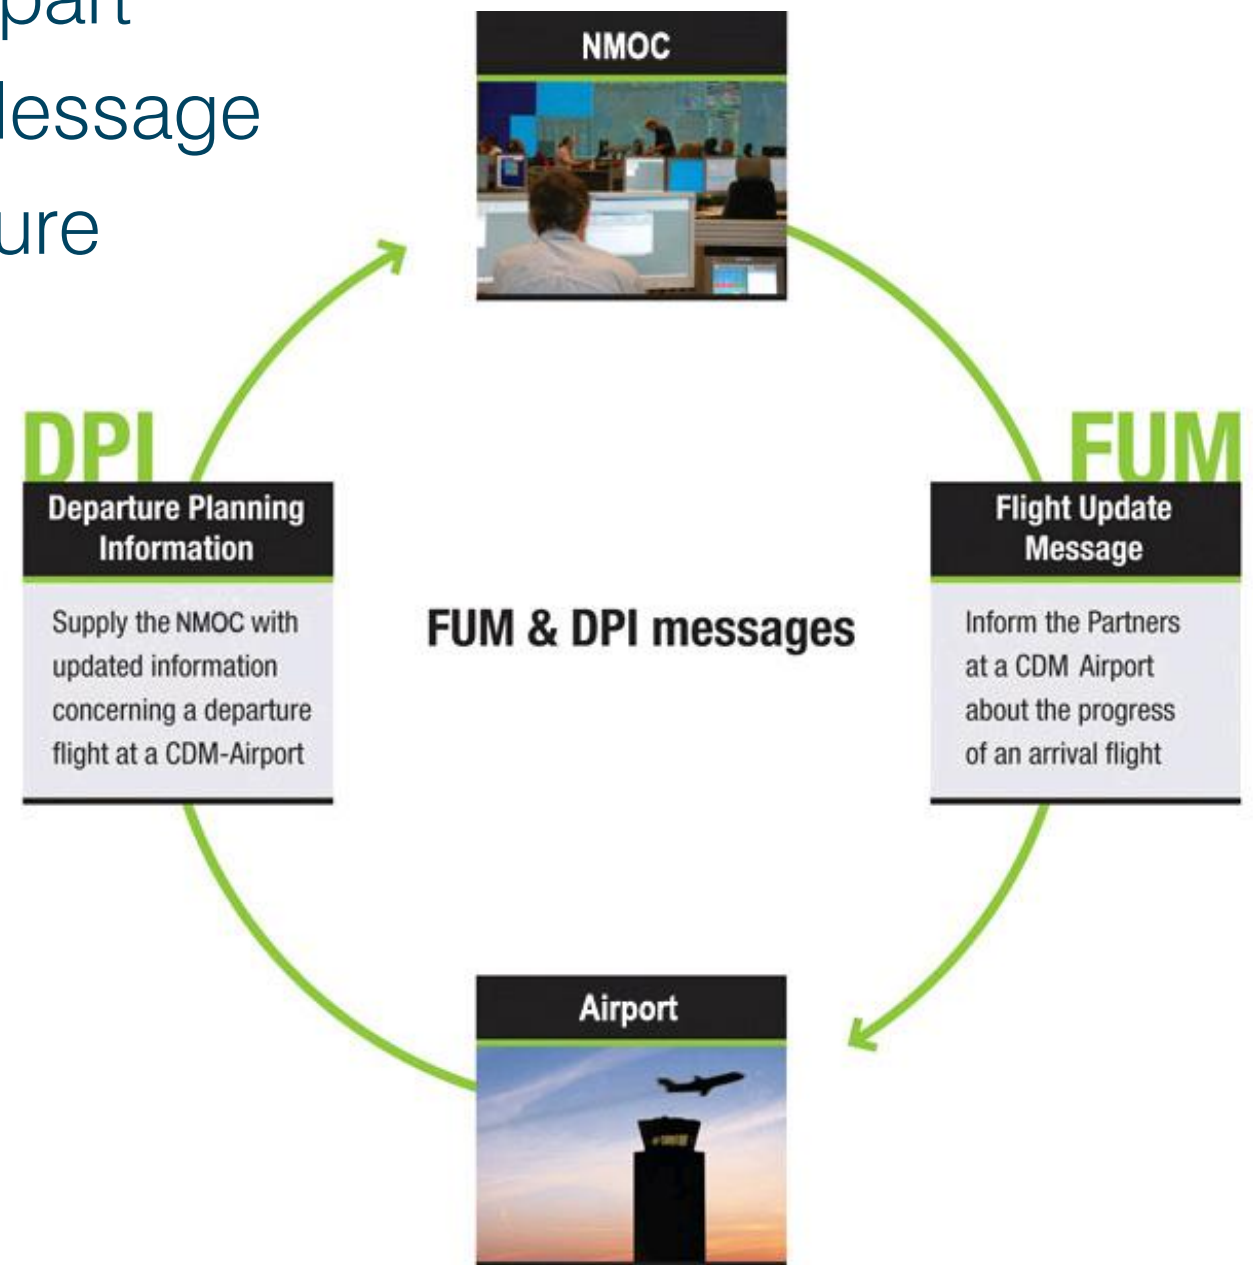 part
lessage
ure
NMOC
DPI
Departure Planning
Information
Supply the NMOC with
updated information
concerning a departure
flight at a CDM-Airport
FUM & DPI messages
FUM
Flight Update
Message
Inform the Partners
at a CDM Airport
about the progress
of an arrival flight
Airport